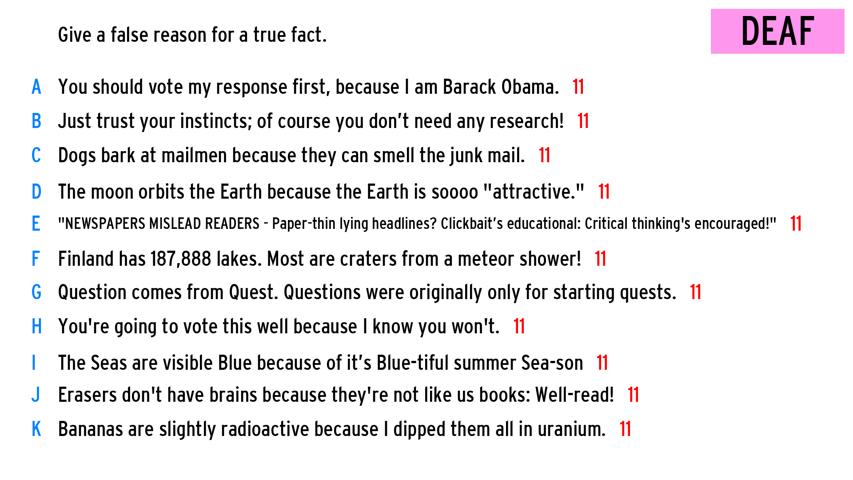 Give a false reason for a true fact.
DEAF
A You should vote my response first, because I am Barack Obama. 11
B Just trust your instincts; of course you don’t need any research! 11
C Dogs bark at mailmen because they can smell the junk mail. 11
D The moon orbits the Earth because the Earth is soooo "attractive." 11
E "NEWSPAPERS MISLEAD READERS - Paper-thin lying headlines? Clickbait’s educational: Critical thinking's encouraged!" 11
F Finland has 187,888 lakes. Most are craters from a meteor shower! 11
G Question comes from Quest. Questions were originally only for starting quests. 11
H You're going to vote this well because I know you won't. 11
I The Seas are visible Blue because of it’s Blue-tiful summer Sea-son 11
J Erasers don't have brains because they're not like us books: Well-read! 11
K Bananas are slightly radioactive because I dipped them all in uranium. 11